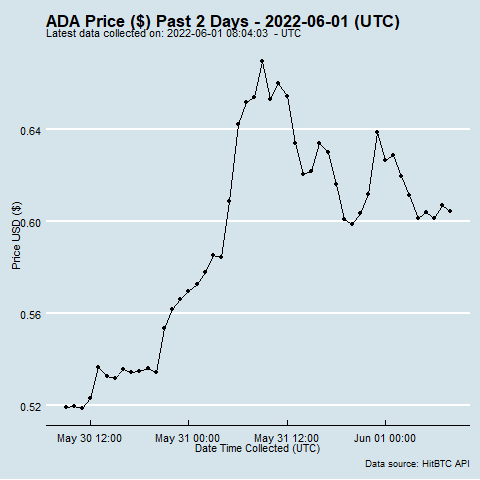 ADA Price ($) Past 2 Days - 2022-06-01 (UTC)
Latest data collected on: 2022-06-01 08:04:03 - UTC
0.64
0.60
0.56
0.52
Price USD ($)
May 30 12:00
May 31 00:00
May 31 12:00
Jun 01 00:00
Date Time Collected (UTC)
Data source: HitBTC API